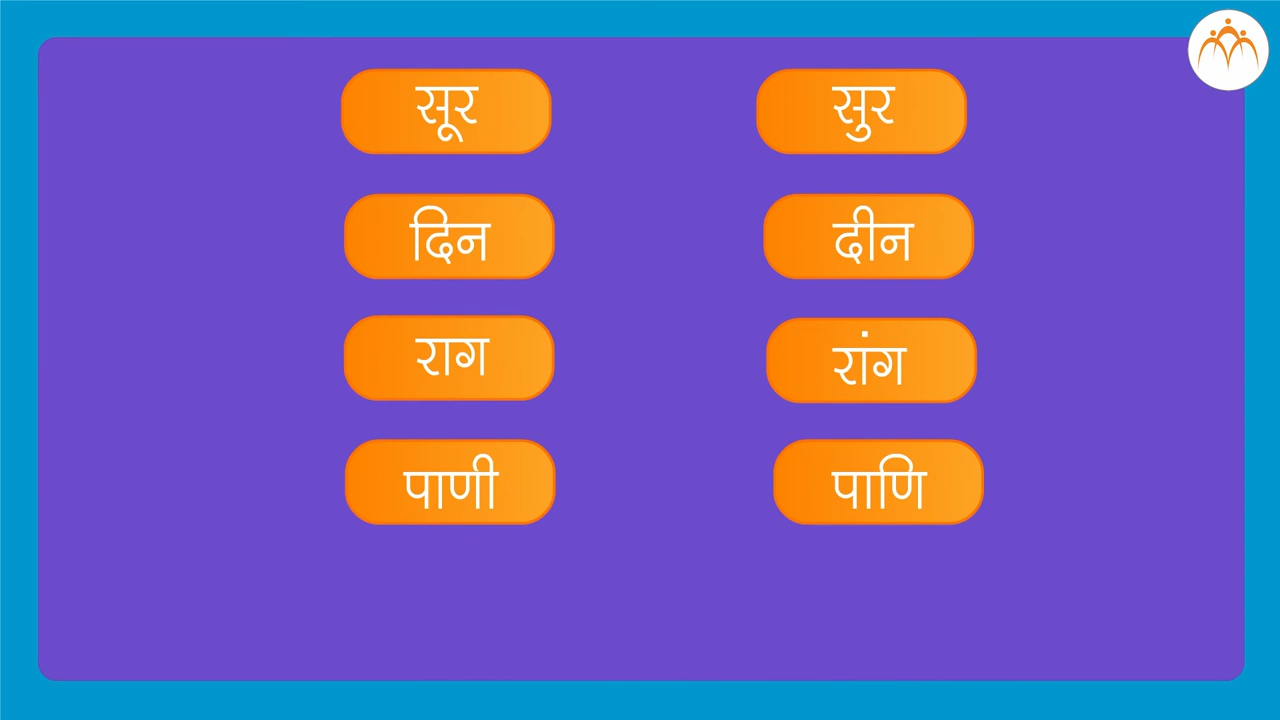 सूर सुर
दिन दीन
राग रांग
पाणी पाणि